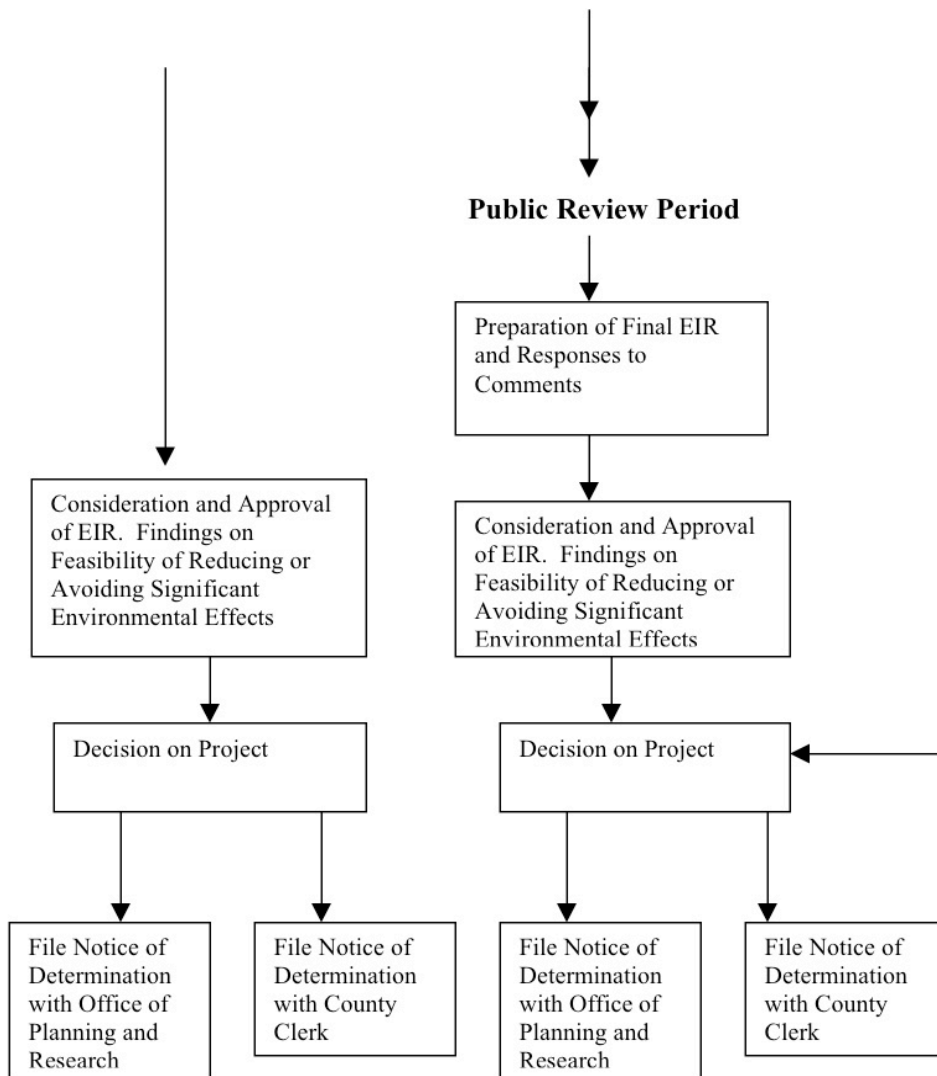 Public Review Period
Preparation of Final EIR
and Responses to
Comments
Consideration and Approval
of EIR.  Findings on
Feasibility of Reducing or
Avoiding Significant
Environmental Effects
Consideration and Approval
of EIR.  Findings on
Feasibility of Reducing or
Avoiding Significant
Environmental Effects
Decision on Project
Decision on Project
File Notice of
Determination
with Office of
Planning and
Research
File Notice of
Determination
with County
Clerk
File Notice of
Determination
with Office of
Planning and
Research
File Notice of
Determination
with County
Clerk